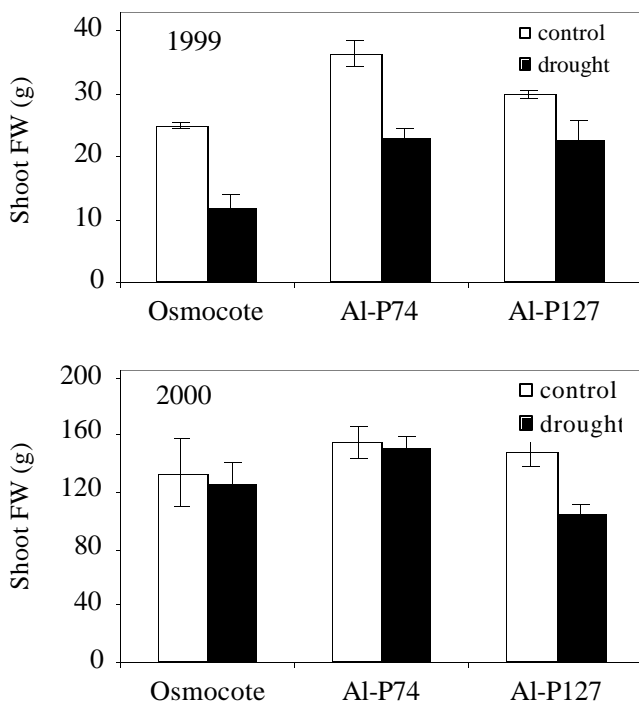 40
1999
control
drought
30
20
10
0
Shoot FW (g)
Osmocote Al-P74 Al-P127
200
2000
control
drought
160
120
80
40
0
Shoot FW (g)
Osmocote Al-P74 Al-P127